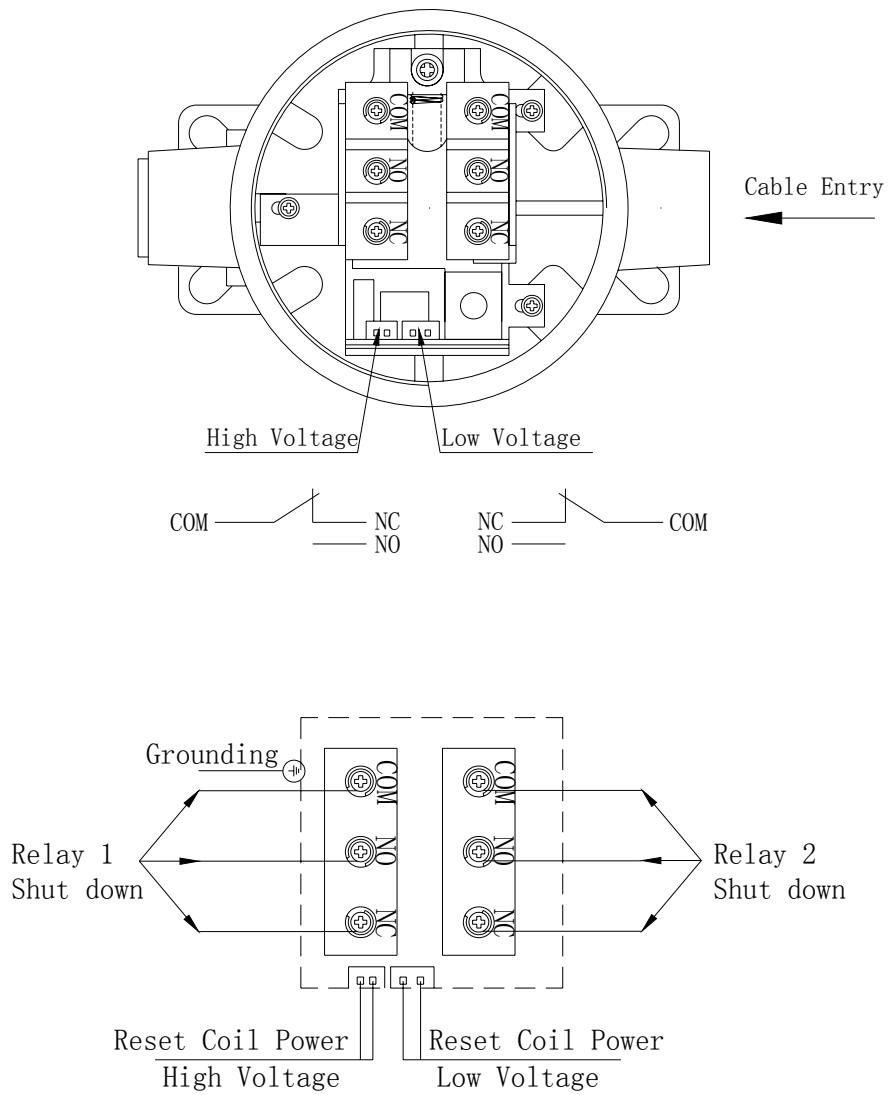 COM
COM
NO
NO
NC
NC
Cable Entry
High Voltage
Low Voltage
COM
NC
NO
NC
NO
COM
Grounding
COM
NO
NC
COM
NO
NC
Relay 1
Shut down
Relay 2
Shut down
Reset Coil Power
High Voltage
Reset Coil Power
Low Voltage